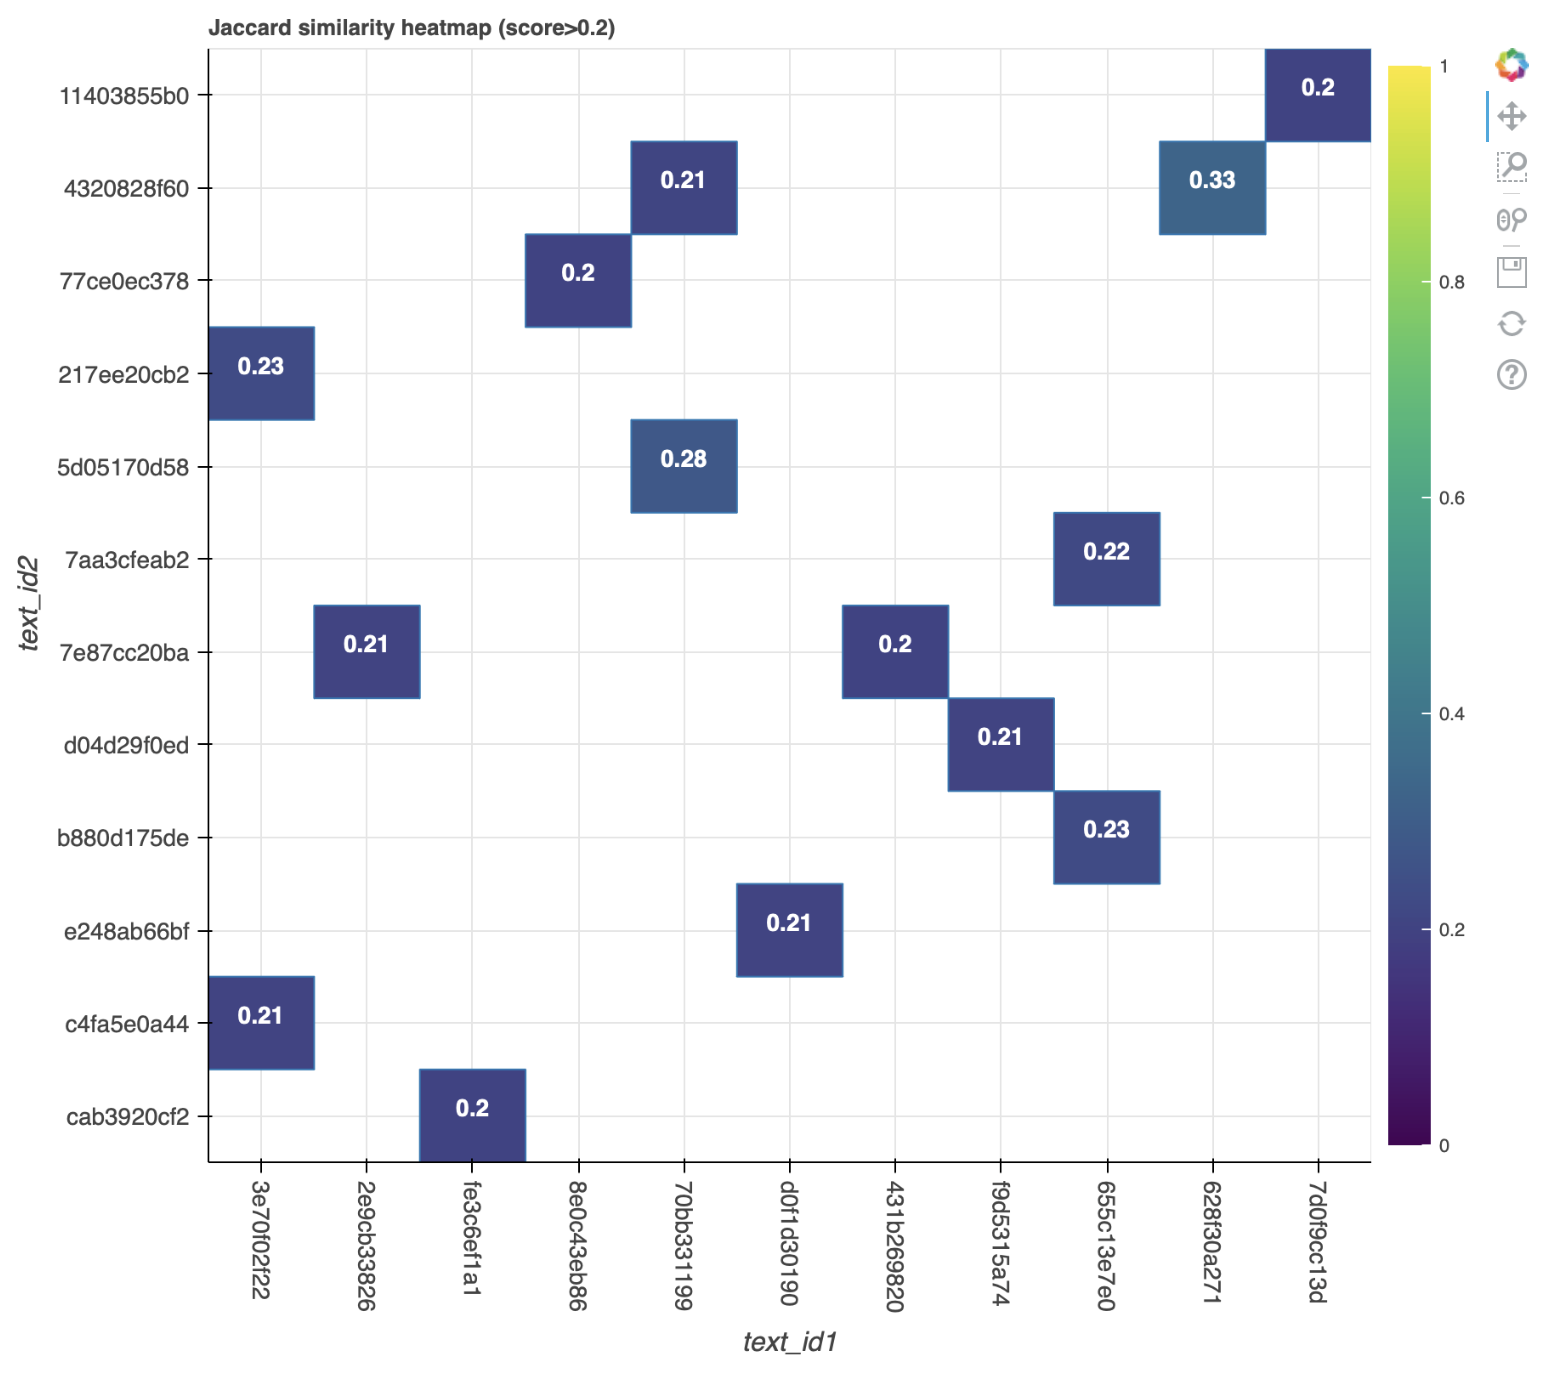 Jaccard similarity heatmap (score>0.2)
11403855b0
0.2
4320828f60
0.21
0.33
77ce0ec378
0.2
217ee20cb2
0.23
5d05170d58
0.28
7aa3cfeab2
0.22
7e87cc20ba
0.21
0.2
d04d29f0ed
0.21
b880d175de
0.23
e248ab66bf
0.21
c4fa5e0a44
0.21
cab3920cf2
0.2
text_id2
3e70f02f22
2e9cb33826
fe3c6ef1a1
8e0c43eb86
70bb331199
d0f1d30190
431b269820
f9d5315a74
655c13e7e0
628f30a271
7d0f9cc13d
text_id1
1
0.8
0.6
0.4
0.2
0